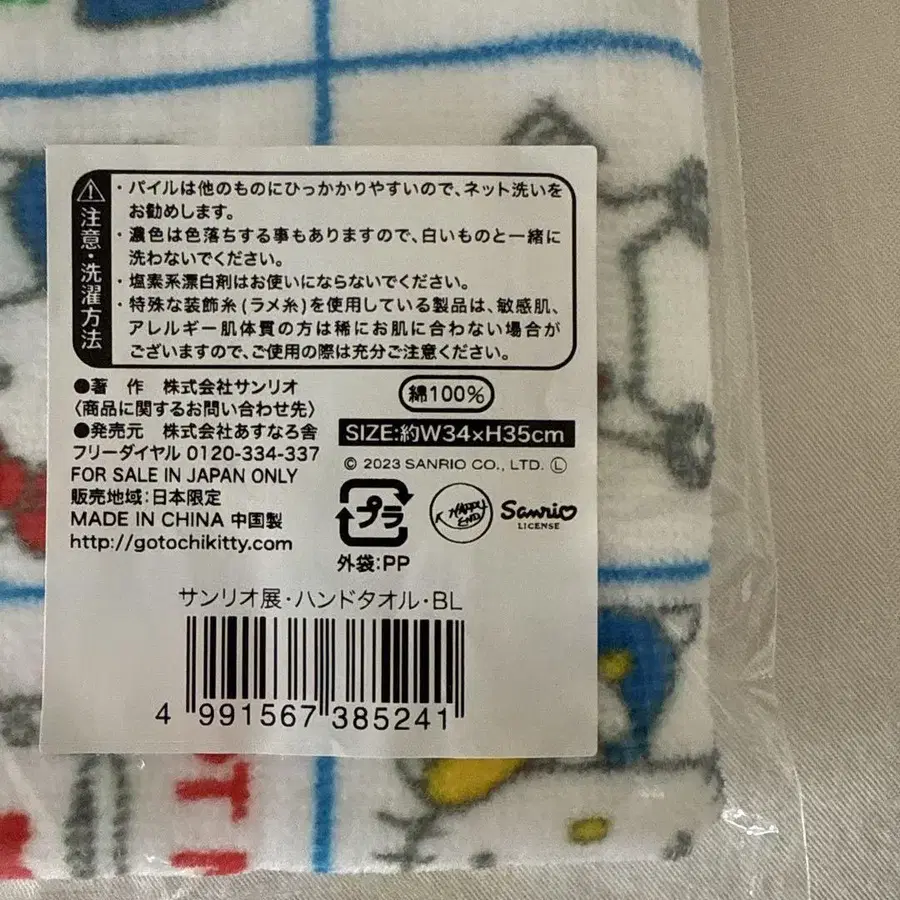 注意・洗濯方法
・パイルは他のものにひっかかりやすいので、ネット洗いを
お勧めします。
・濃色は色落ちする事もありますので、白いものと一緒に
洗わないでください。
・塩素系漂白剤はお使いにならないでください。
・特殊な装飾糸(ラメ糸)を使用している製品は、敏感肌、
アレルギー肌体質の方は稀にお肌に合わない場合が
ございますので、ご使用の際は充分ご注意ください。
●著 作 株式会社サンリオ
〈商品に関するお問い合わせ先〉
●発売元 株式会社あすなろ舎
フリーダイヤル 0120-334-337
FOR SALE IN JAPAN ONLY
販売地域:日本限定
MADE IN CHINA 中国製
http://gotochikitty.com
綿100%
SIZE:約W34×H35cm
© 2023 SANRIO CO., LTD. Ⓛ
プラ
外袋:PP
HAPPY
END!
Sanrio
LICENSE
サンリオ展・ハンドタオル・BL
4 991567 385241